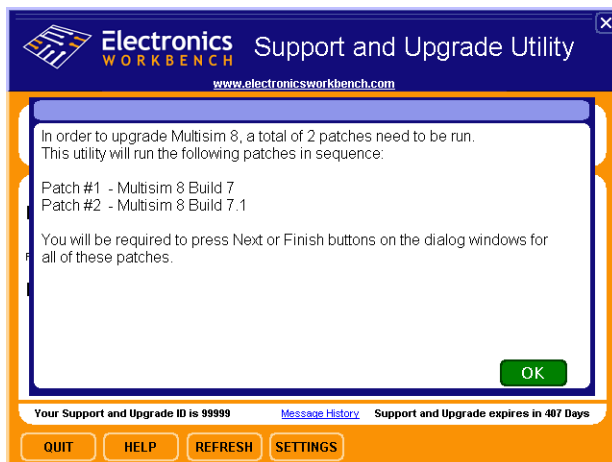 Electronics
WORKBENCH
Support and Upgrade Utility
www.electronicsworkbench.com
In order to upgrade Multisim 8, a total of 2 patches need to be run.
This utility will run the following patches in sequence:
Patch #1 - Multisim 8 Build 7
Patch #2 - Multisim 8 Build 7.1
You will be required to press Next or Finish buttons on the dialog windows for
all of these patches.
OK
Your Support and Upgrade ID is 99999 Message History Support and Upgrade expires in 407 Days
QUIT HELP REFRESH SETTINGS